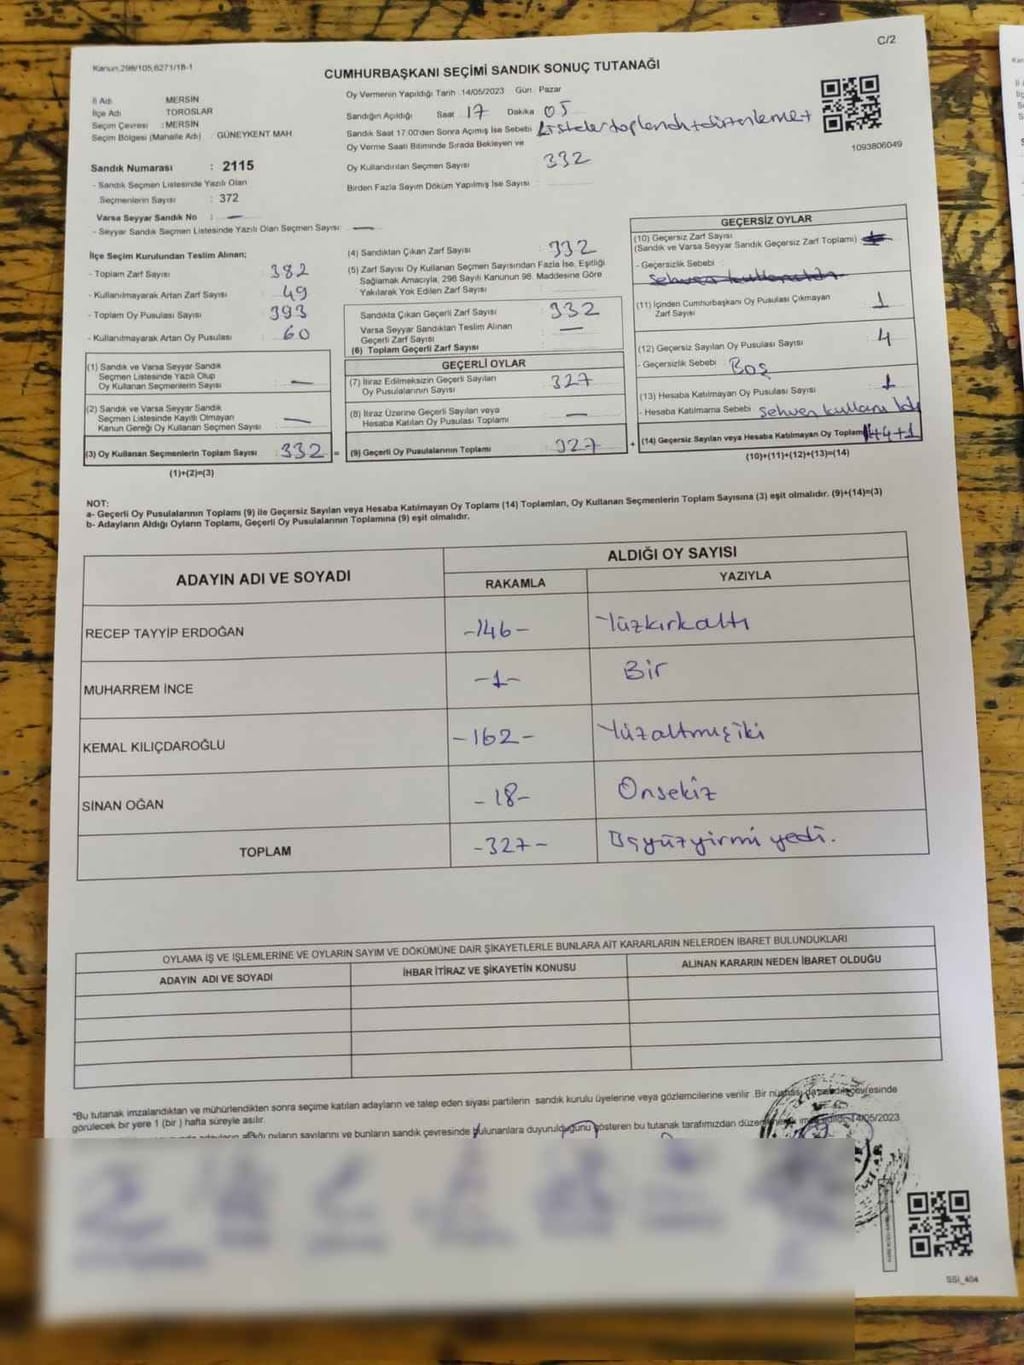 C/2
Kanun,298/105,6271/18-1
CUMHURBAŞKANI SEÇİMİ SANDIK SONUÇ TUTANAĞI
İl Adı : MERSİN
İlçe Adı : TOROSLAR
Seçim Çevresi : MERSİN
Seçim Bölgesi (Mahalle Adı) : GÜNEYKENT MAH
Sandık Numarası : 2115
- Sandık Seçmen Listesinde Yazılı Olan
Seçmenlerin Sayısı : 372
Varsa Seyyar Sandık No : —
- Seyyar Sandık Seçmen Listesinde Yazılı Olan Seçmen Sayısı: —
Oy Vermenin Yapıldığı Tarih :14/05/2023 Gün : Pazar
Sandığın Açıldığı Saat 17 Dakika 05
Sandık Saat 17.00'den Sonra Açımış İse Sebebi
Oy Verme Saati Bitiminde Sırada Bekleyen ve
Oy Kullandırılan Seçmen Sayısı 332
Birden Fazla Sayım Döküm Yapılmış İse Sayısı :
1093806049
İlçe Seçim Kurulundan Teslim Alınan;
- Toplam Zarf Sayısı : 382
- Kullanılmayarak Artan Zarf Sayısı : 49
- Toplam Oy Pusulası Sayısı : 393
- Kullanılmayarak Artan Oy Pusulası : 60
(1) Sandık ve Varsa Seyyar Sandık
Seçmen Listesinde Yazılı Olup
Oy Kullanan Seçmenlerin Sayısı : —
(2) Sandık ve Varsa Seyyar Sandık
Seçmen Listesinde Kayıtlı Olmayan
Kanun Gereği Oy Kullanan Seçmen Sayısı : —
(3) Oy Kullanan Seçmenlerin Toplam Sayısı : 332 =
(1)+(2)=(3)
(4) Sandıktan Çıkan Zarf Sayısı : 332
(5) Zarf Sayısı Oy Kullanan Seçmen Sayısından Fazla İse, Eşitliği
Sağlamak Amacıyla, 298 Sayılı Kanunun 98. Maddesine Göre
Yakılarak Yok Edilen Zarf Sayısı :
Sandıkta Çıkan Geçerli Zarf Sayısı : 332
Varsa Seyyar Sandıktan Teslim Alınan
Geçerli Zarf Sayısı : —
(6) Toplam Geçerli Zarf Sayısı :
GEÇERLİ OYLAR
(7) İtiraz Edilmeksizin Geçerli Sayılan
Oy Pusulalarının Sayısı : 327
(8) İtiraz Üzerine Geçerli Sayılan veya
Hesaba Katılan Oy Pusulası Toplamı : —
(9) Geçerli Oy Pusulalarının Toplamı : 327 +
GEÇERSİZ OYLAR
(10) Geçersiz Zarf Sayısı
(Sandık ve Varsa Seyyar Sandık Geçersiz Zarf Toplamı) :
- Geçersizlik Sebebi :
(11) İçinden Cumhurbaşkanı Oy Pusulası Çıkmayan
Zarf Sayısı : 1
(12) Geçersiz Sayılan Oy Pusulası Sayısı : 4
- Geçersizlik Sebebi : Boş
(13) Hesaba Katılmayan Oy Pusulası Sayısı : 1
- Hesaba Katılmama Sebebi : Sehven kullanıldı
(14) Geçersiz Sayılan veya Hesaba Katılmayan Oy Toplamı
(10)+(11)+(12)+(13)=(14)
NOT:
a- Geçerli Oy Pusulalarının Toplamı (9) ile Geçersiz Sayılan veya Hesaba Katılmayan Oy Toplamı (14) Toplamları, Oy Kullanan Seçmenlerin Toplam Sayısına (3) eşit olmalıdır. (9)+(14)=(3)
b- Adayların Aldığı Oyların Toplamı, Geçerli Oy Pusulalarının Toplamına (9) eşit olmalıdır.
ADAYIN ADI VE SOYADI ALDIĞI OY SAYISI
RAKAMLA YAZIYLA
RECEP TAYYİP ERDOĞAN -146- Yüzkırkaltı
MUHARREM İNCE -1- Bir
KEMAL KILIÇDAROĞLU -162- Yüzaltmışiki
SİNAN OĞAN -18- Onsekiz
TOPLAM -327-
OYLAMA İŞ VE İŞLEMLERİNE VE OYLARIN SAYIM VE DÖKÜMÜNE DAİR ŞİKAYETLERLE BUNLARA AİT KARARLARIN NELERDEN İBARET BULUNDUKLARI
ADAYIN ADI VE SOYADI İHBAR İTİRAZ VE ŞİKAYETİN KONUSU ALINAN KARARIN NEDEN İBARET OLDUĞU
*Bu tutanak imzalandıktan ve mühürlendikten sonra seçime katılan adayların ve talep eden siyasi partilerin sandık kurulu üyelerine veya gözlemcilerine verilir. Bir nüshası da sandık çevresinde
görülecek bir yere 1 (bir ) hafta süreyle asılır.
oyların sayılarını ve bunların sandık çevresinde bulunanlara duyurulduğunu gösteren bu tutanak tarafımızdan 14/05/2023
SSI_404